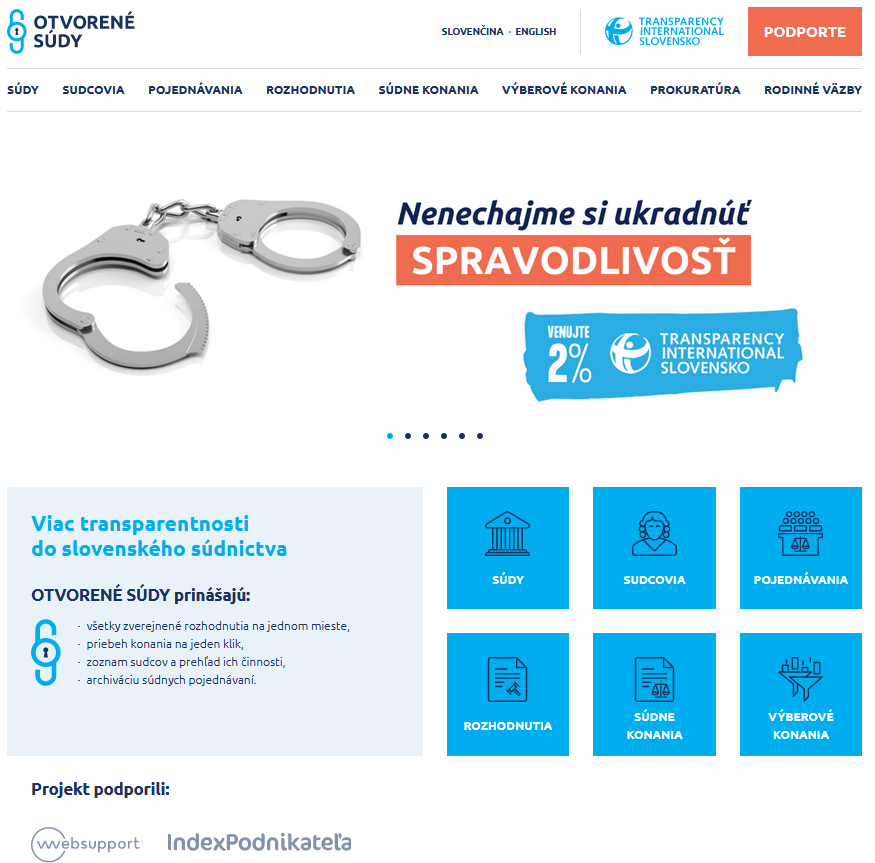 OTVORENÉ
SÚDY
SLOVENČINA - ENGLISH
TRANSPARENCY
INTERNATIONAL
SLOVENSKO
PODPORTE
SÚDY SUDCOVIA POJEDNÁVANIA ROZHODNUTIA SÚDNE KONANIA VÝBEROVÉ KONANIA PROKURATÚRA RODINNÉ VÄZBY
Nenechajme si ukradnúť
SPRAVODLIVOSŤ
VENUJTE
2%
TRANSPARENCY
INTERNATIONAL
SLOVENSKO
Viac transparentnosti
do slovenského súdnictva
OTVORENÉ SÚDY prinášajú:
· všetky zverejnené rozhodnutia na jednom mieste,
· priebeh konania na jeden klik,
· zoznam sudcov a prehľad ich činnosti,
· archiváciu súdnych pojednávaní.
SÚDY
SUDCOVIA
POJEDNÁVANIA
ROZHODNUTIA
SÚDNE
KONANIA
VÝBEROVÉ
KONANIA
Projekt podporili:
websupport
IndexPodnikateľa